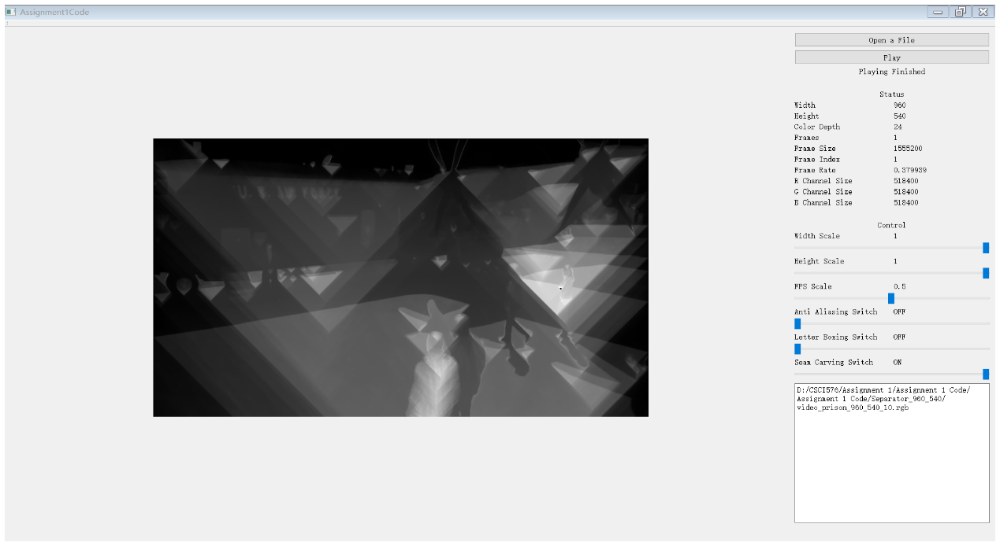 Assignment1Code
Open a File
Play
Playing Finished
Status
Width 960
Height 540
Color Depth 24
Frames 1
Frame Size 1555200
Frame Index 1
Frame Rate 0.379939
R Channel Size 518400
G Channel Size 518400
B Channel Size 518400
Control
Width Scale 1
Height Scale 1
FPS Scale 0.5
Anti Aliasing Switch OFF
Letter Boxing Switch OFF
Seam Carving Switch ON
D:/CSCI576/Assignment 1/Assignment 1 Code/
Assignment 1 Code/Separator_960_540/
video_prison_960_540_10.rgb